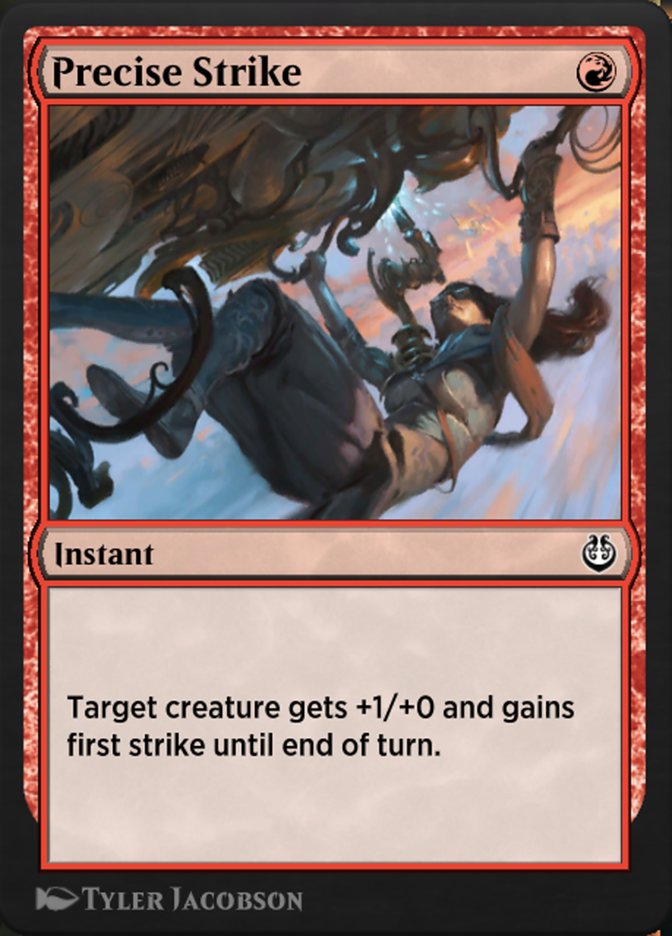 Precise Strike
Instant
Target creature gets +1/+0 and gains
first strike until end of turn.
Tyler Jacobson